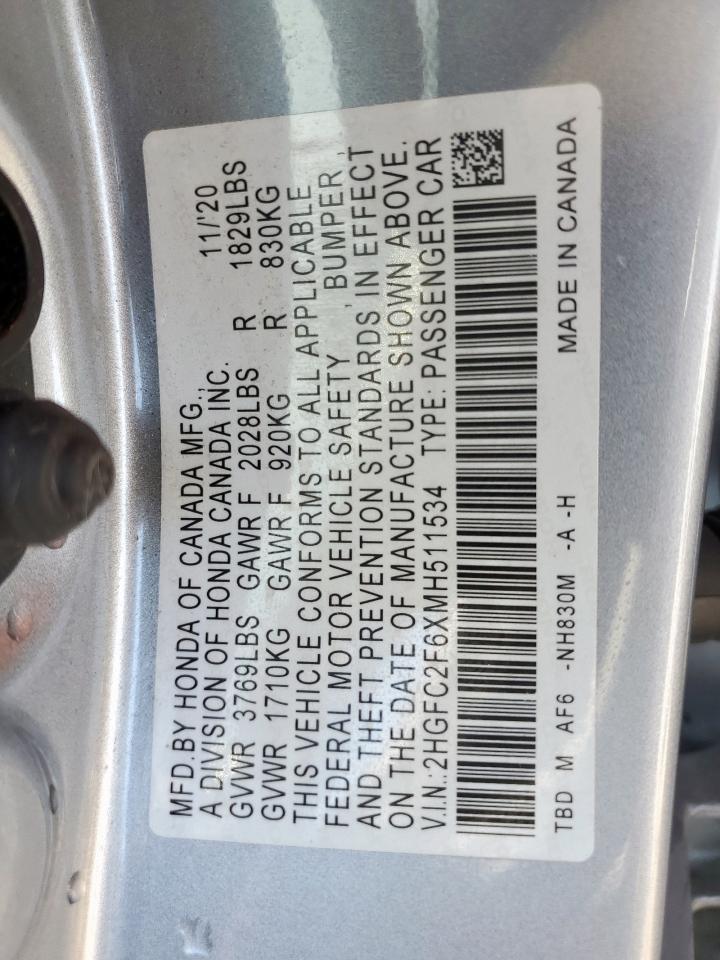 MFD.BY HONDA OF CANADA MFG., 11/'20
A DIVISION OF HONDA CANADA INC.
GVWR 3769LBS GAWR F 2028LBS R 1829LBS
GVWR 1710KG GAWR F 920KG R 830KG
THIS VEHICLE CONFORMS TO ALL APPLICABLE
FEDERAL MOTOR VEHICLE SAFETY , BUMPER ,
AND THEFT PREVENTION STANDARDS IN EFFECT
ON THE DATE OF MANUFACTURE SHOWN ABOVE.
V.I.N.:2HGFC2F6XMH511534 TYPE: PASSENGER CAR
TBD M AF6 -NH830M -A -H MADE IN CANADA